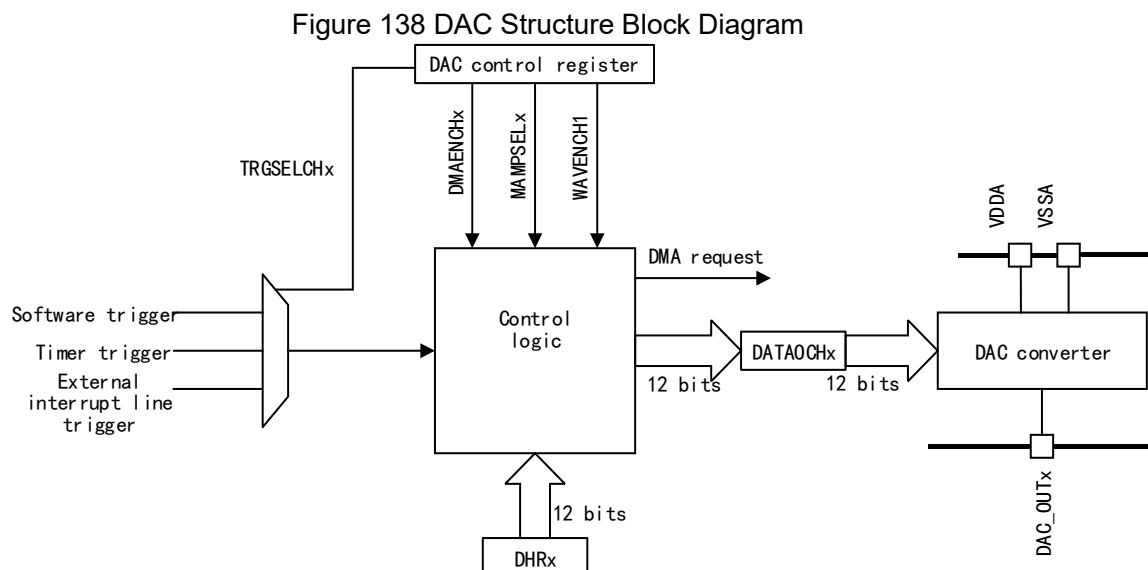 Figure 138 DAC Structure Block Diagram
DAC control register
TRGSELCHx
DMAENCHx
MAMPSELx
WAVENCH1
VDDA
VSSA
DMA request
Software trigger
Timer trigger
External
interrupt line
trigger
Control
logic
12 bits
DATAOCHx
12 bits
DAC converter
12 bits
DHRx
DAC_OUTx